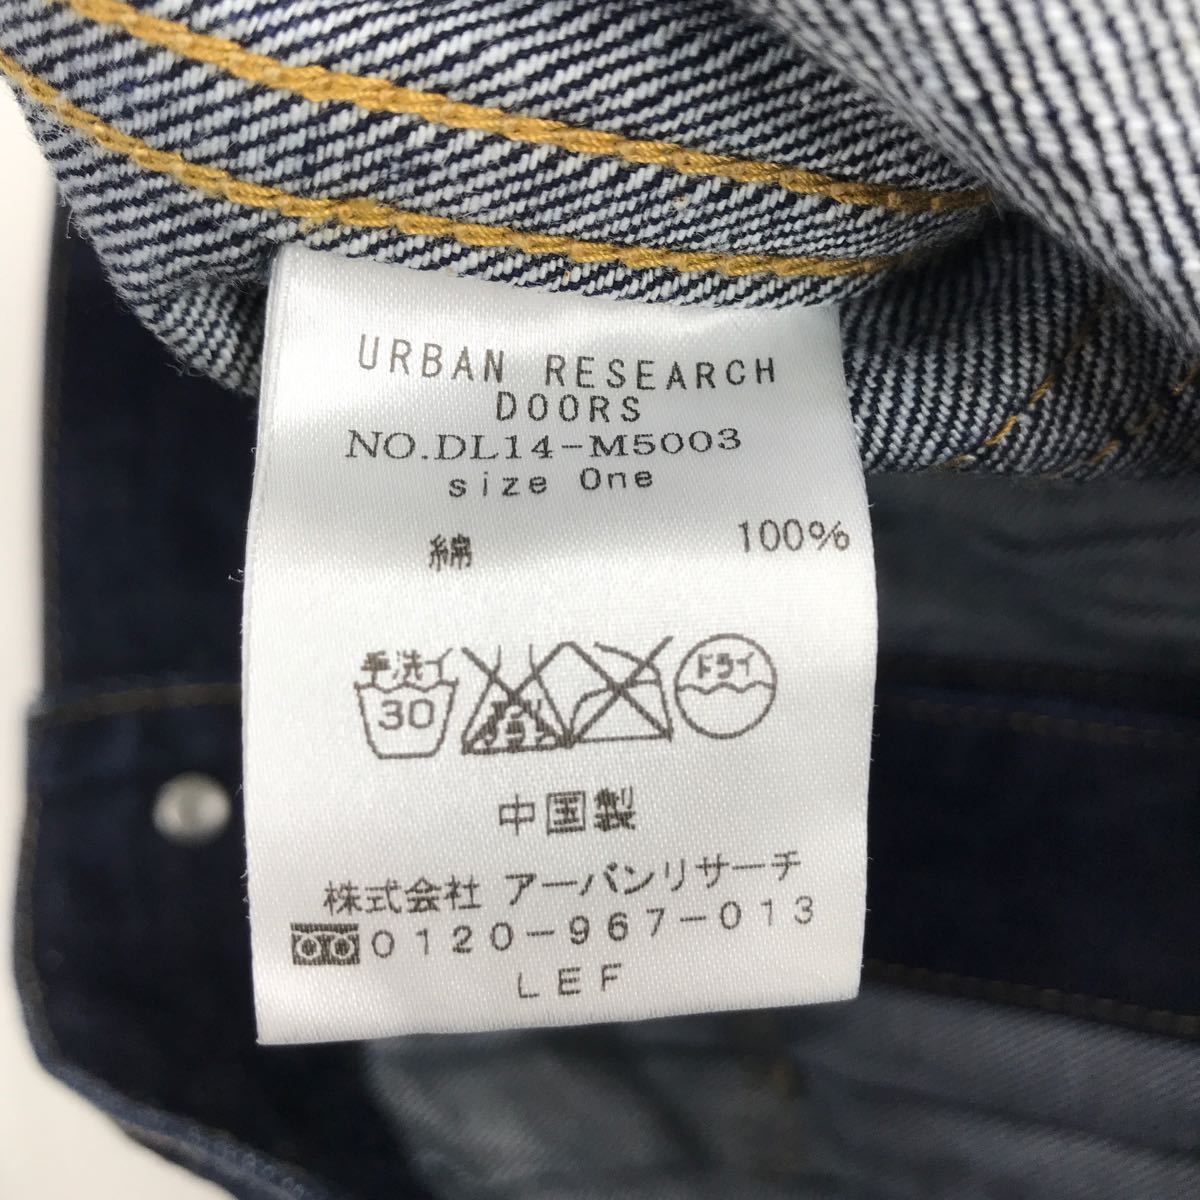 URBAN RESEARCH
DOORS
NO.DL14-M5003
size One
綿 100%
手洗イ
30
ドライ
中国製
株式会社 アーバンリサーチ
0120-967-013
LEF